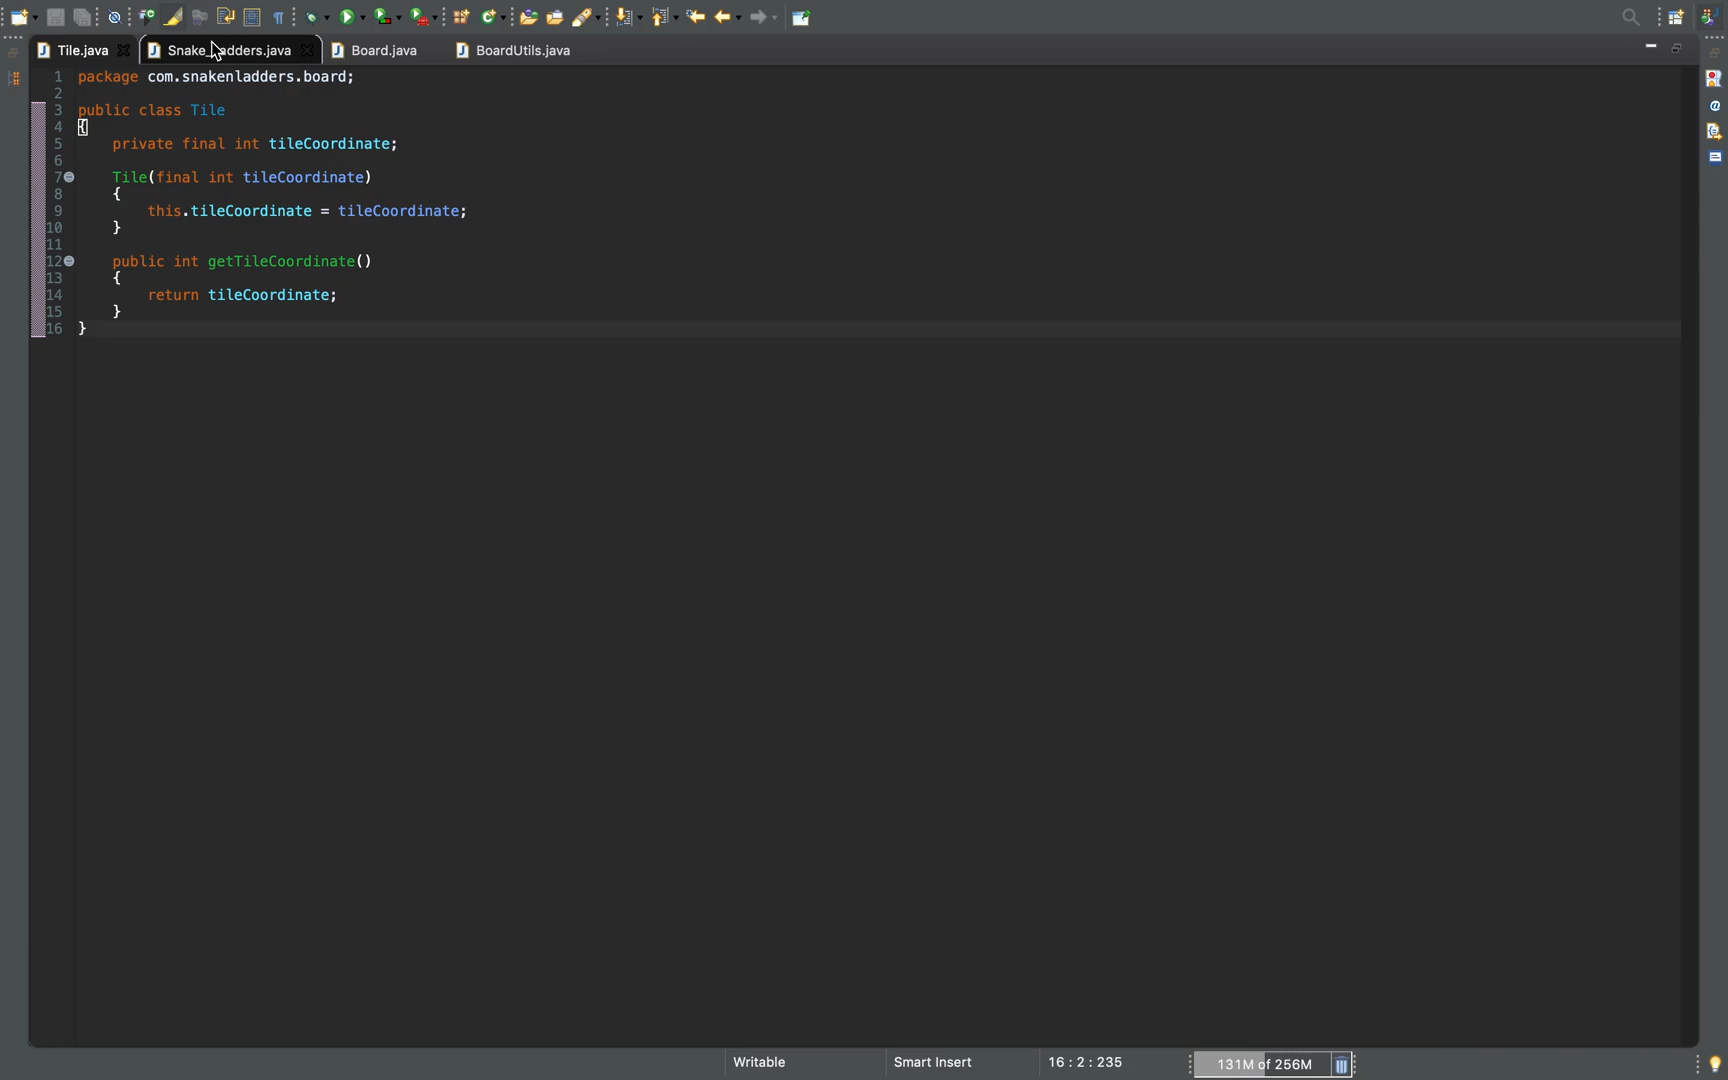 Tile.java Snake_ adders.java Board.java BoardUtils.java
1 package com.snakenladders.board;
2
3 public class Tile
4 {
5 private final int tileCoordinate;
6
7 Tile(final int tileCoordinate)
8 {
9 this.tileCoordinate = tileCoordinate;
10 }
11
12 public int getTileCoordinate()
13 {
14 return tileCoordinate;
15 }
16 }
Writable Smart Insert 16 : 2 : 235 131M of 256M